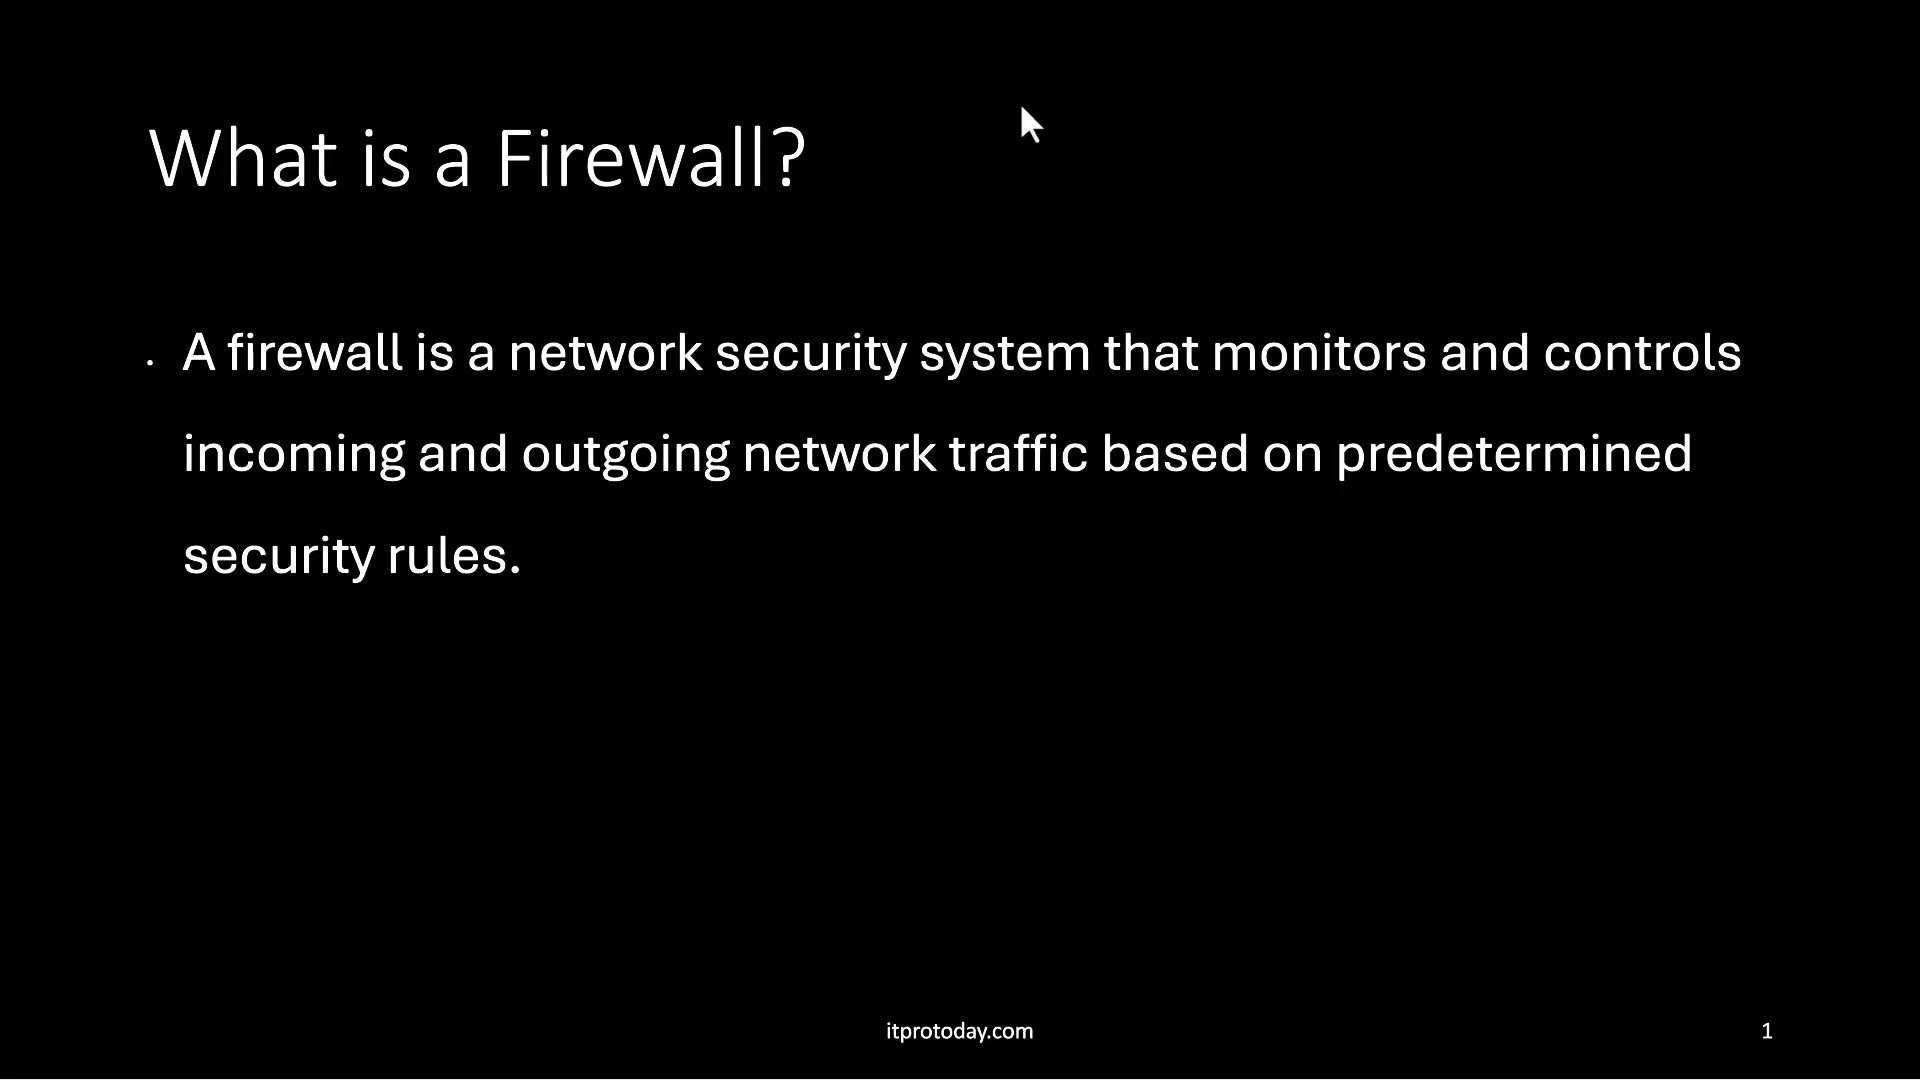 What is a Firewall?
• A firewall is a network security system that monitors and controls
incoming and outgoing network traffic based on predetermined
security rules.
itprotoday.com
1